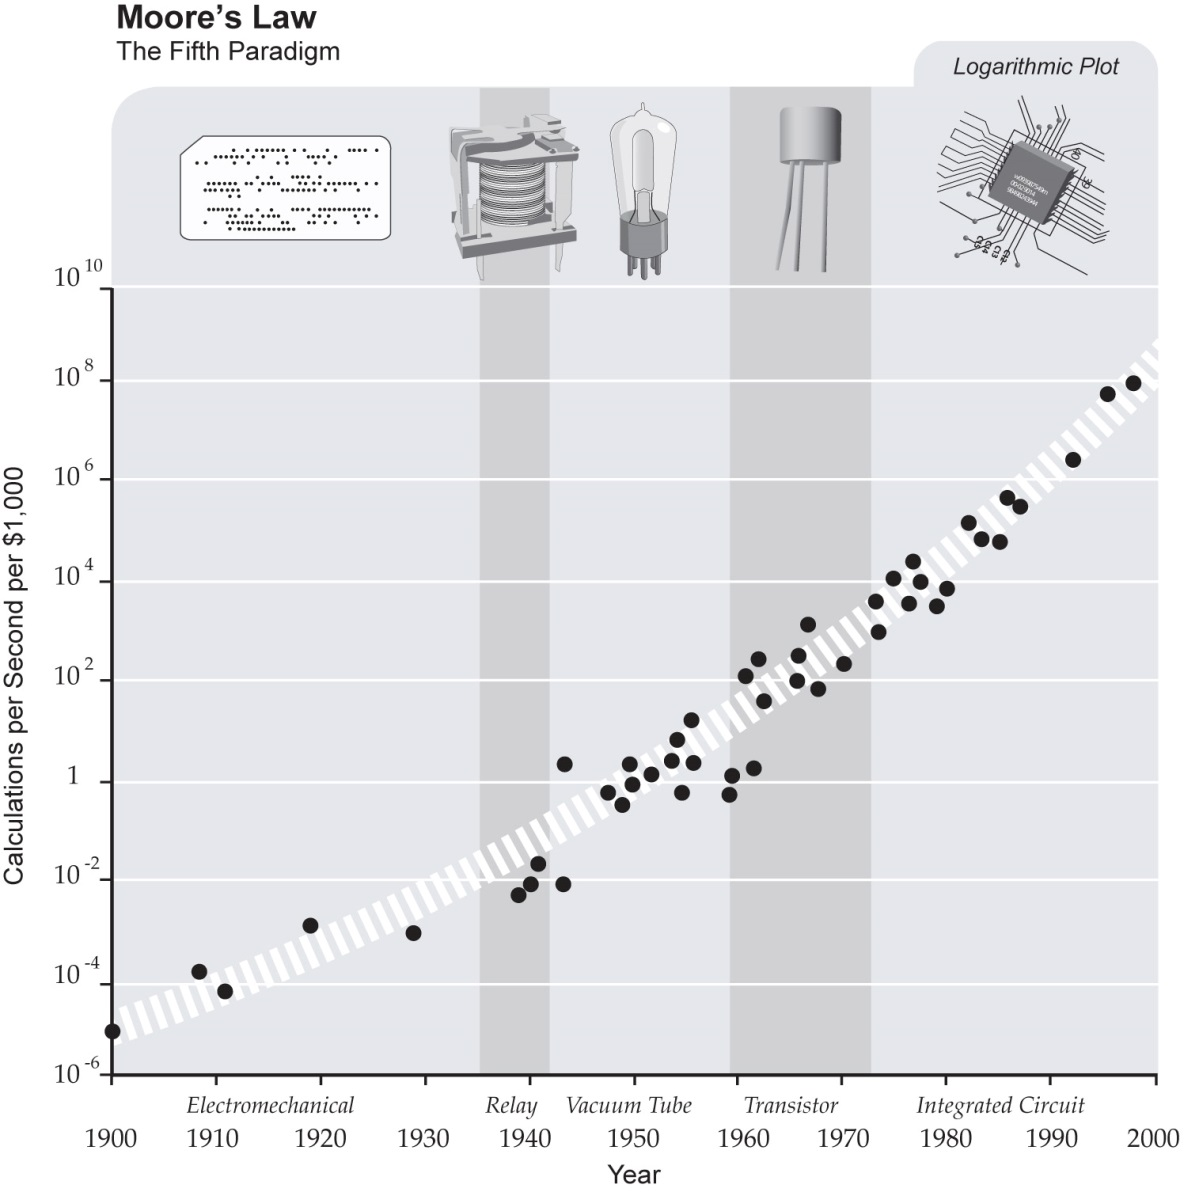 Moore's Law
The Fifth Paradigm
Logarithmic Plot
10 10
10 8
10 6
10 4
10 2
1
10 -2
10 -4
10 -6
Calculations per Second per $1,000
Electromechanical Relay Vacuum Tube Transistor Integrated Circuit
1900 1910 1920 1930 1940 1950 1960 1970 1980 1990 2000
Year